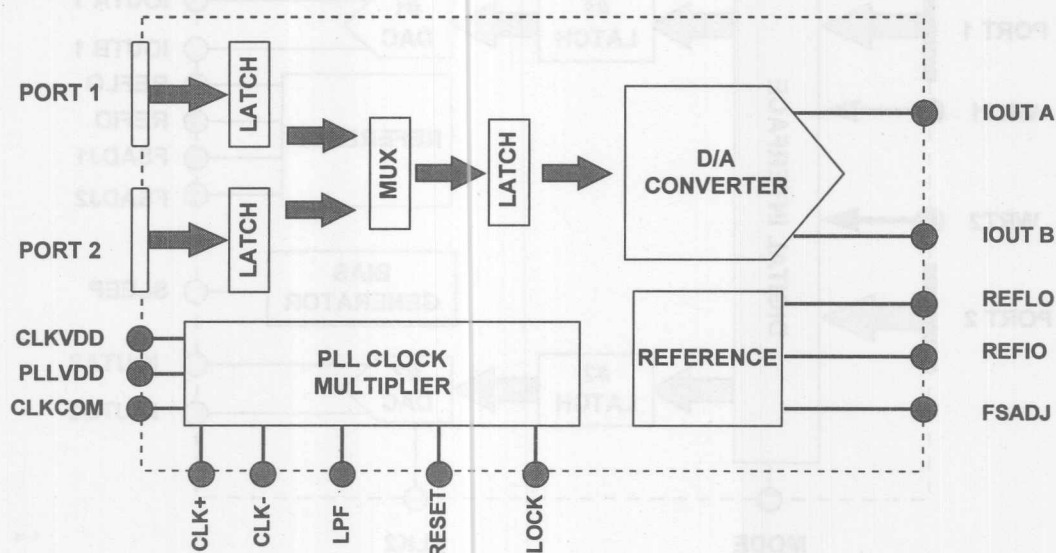 PORT 1
LATCH
IOUT A
MUX
LATCH
D/A
CONVERTER
PORT 2
LATCH
IOUT B
REFLO
CLKVDD
PLL CLOCK
MULTIPLIER
REFERENCE
REFIO
PLLVDD
CLKCOM
FSADJ
CLK+
CLK-
LPF
RESET
LOCK